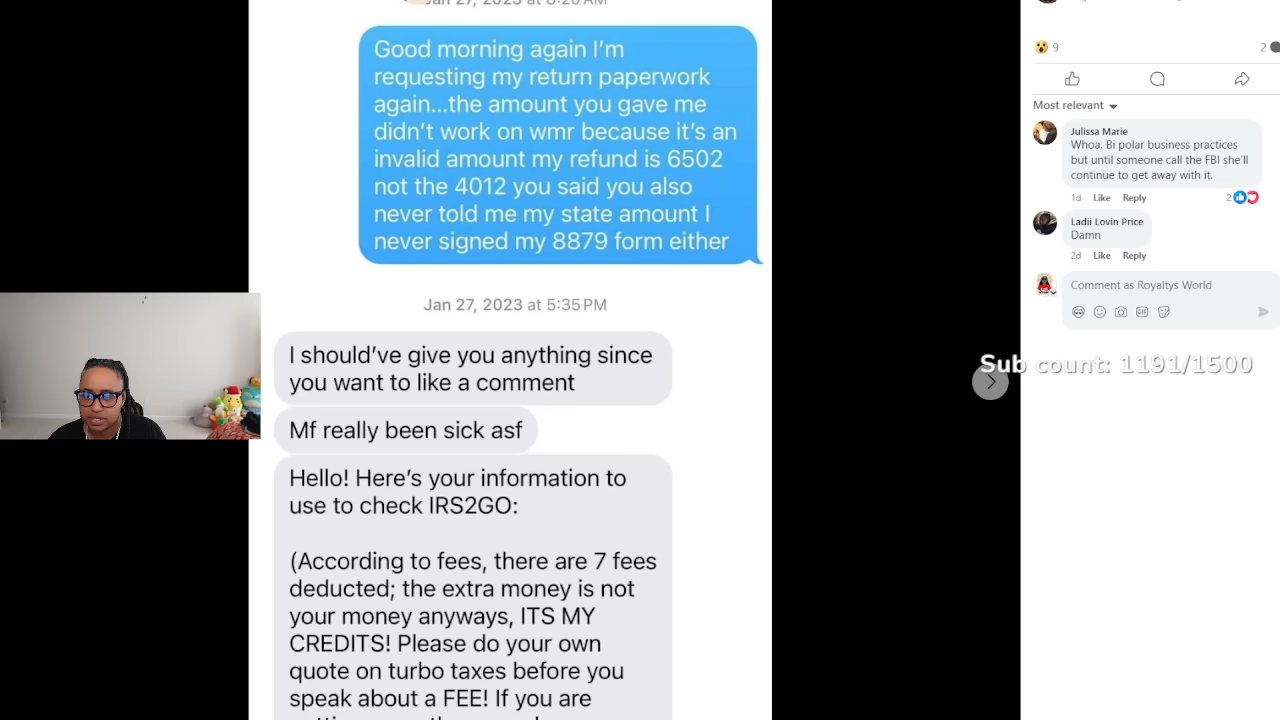 Jan 27, 2023 at 8:20 AM
Good morning again I'm
requesting my return paperwork
again...the amount you gave me
didn't work on wmr because it's an
invalid amount my refund is 6502
not the 4012 you said you also
never told me my state amount I
never signed my 8879 form either
Jan 27, 2023 at 5:35 PM
I should've give you anything since
you want to like a comment
Mf really been sick asf
Hello! Here's your information to
use to check IRS2GO:
(According to fees, there are 7 fees
deducted; the extra money is not
your money anyways, ITS MY
CREDITS! Please do your own
quote on turbo taxes before you
speak about a FEE! If you are
9
2
Most relevant
Julissa Marie
Whoa. Bi polar business practices
but until someone call the FBI she'll
continue to get away with it.
1d Like Reply 2
Ladii Lovin Price
Damn
2d Like Reply
Comment as Royaltys World
GIF
Sub count: 1191/1500